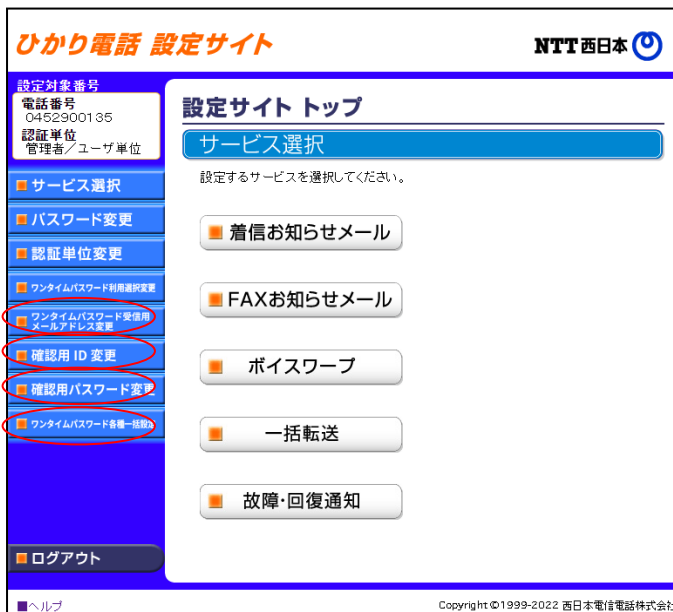 ひかり電話 設定サイト
NTT西日本
設定対象番号
電話番号
0452900135
認証単位
管理者/ユーザ単位
サービス選択
パスワード変更
認証単位変更
ワンタイムパスワード利用選択変更
ワンタイムパスワード受信用
メールアドレス変更
確認用 ID 変更
確認用パスワード変更
ワンタイムパスワード各種一括設定
ログアウト
設定サイト トップ
サービス選択
設定するサービスを選択してください。
着信お知らせメール
FAXお知らせメール
ボイスワープ
一括転送
故障・回復通知
■ヘルプ
Copyright©1999-2022 西日本電信電話株式会社